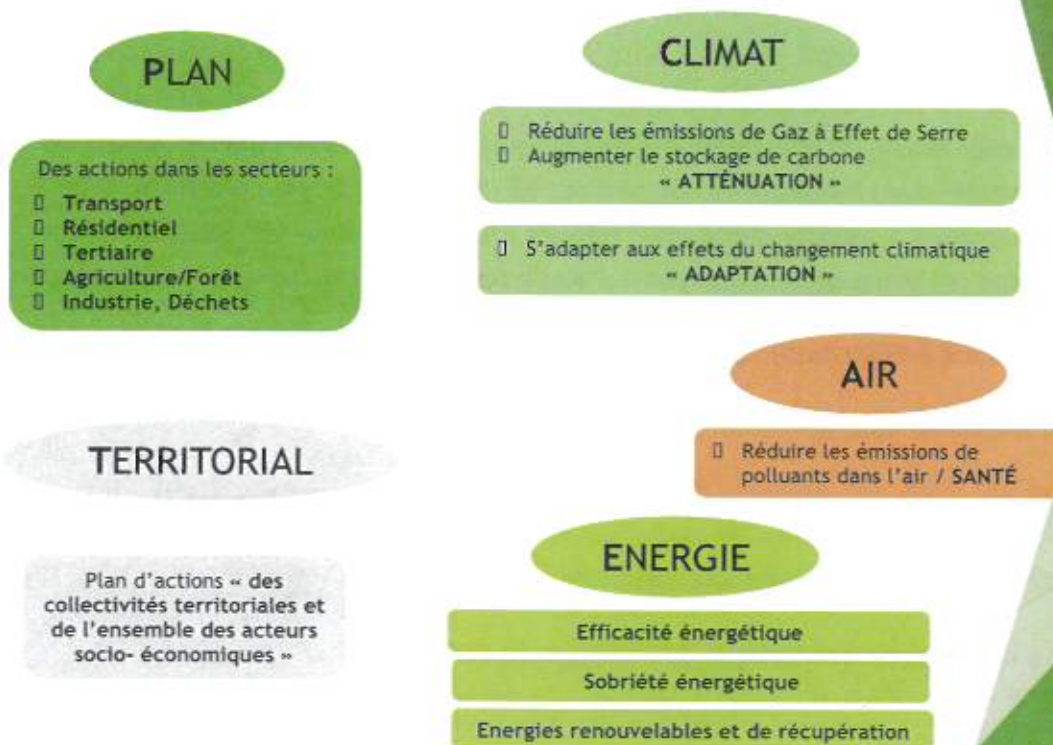 PLAN
Des actions dans les secteurs :
Transport
Résidentiel
Tertiaire
Agriculture/Forêt
Industrie, Déchets
CLIMAT
Réduire les émissions de Gaz à Effet de Serre
Augmenter le stockage de carbone
« ATTÉNUATION »
S'adapter aux effets du changement climatique
« ADAPTATION »
AIR
Réduire les émissions de
polluants dans l'air / SANTÉ
TERRITORIAL
Plan d'actions « des
collectivités territoriales et
de l'ensemble des acteurs
socio- économiques »
ENERGIE
Efficacité énergétique
Sobriété énergétique
Energies renouvelables et de récupération